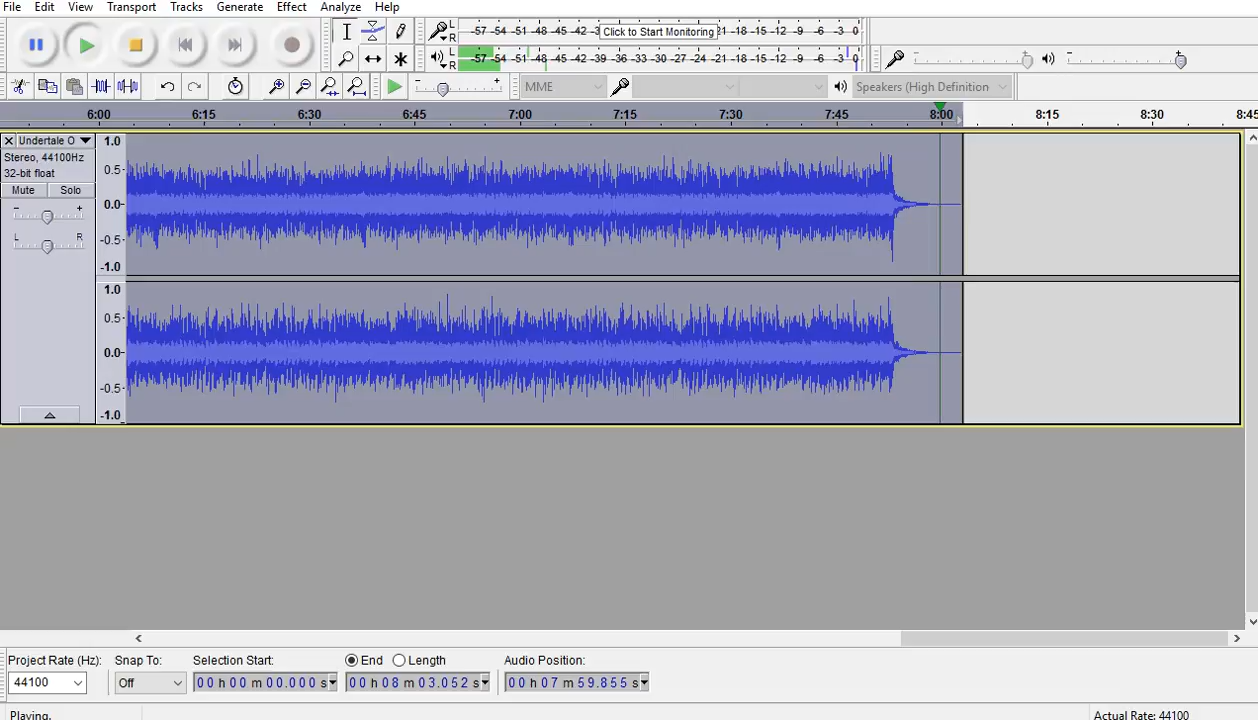 File Edit View Transport Tracks Generate Effect Analyze Help
L R -57 -54 -51 -48 -45 -42 -3 Click to Start Monitoring 21 -18 -15 -12 -9 -6 -3 0
L R -57 -54 -51 -48 -45 -42 -39 -36 -33 -30 -27 -24 -21 -18 -15 -12 -9 -6 -3 0
MME Speakers (High Definition
6:00 6:15 6:30 6:45 7:00 7:15 7:30 7:45 8:00 8:15 8:30 8:45
Undertale O
Stereo, 44100Hz
32-bit float
Mute Solo
- +
L R
1.0
0.5-
0.0-
-0.5-
-1.0
1.0
0.5-
0.0-
-0.5-
-1.0
Project Rate (Hz): Snap To: Selection Start: End Length Audio Position:
44100 Off 00 h 00 m 00.000 s 00 h 08 m 03.052 s 00 h 07 m 59.855 s
Playing. Actual Rate: 44100